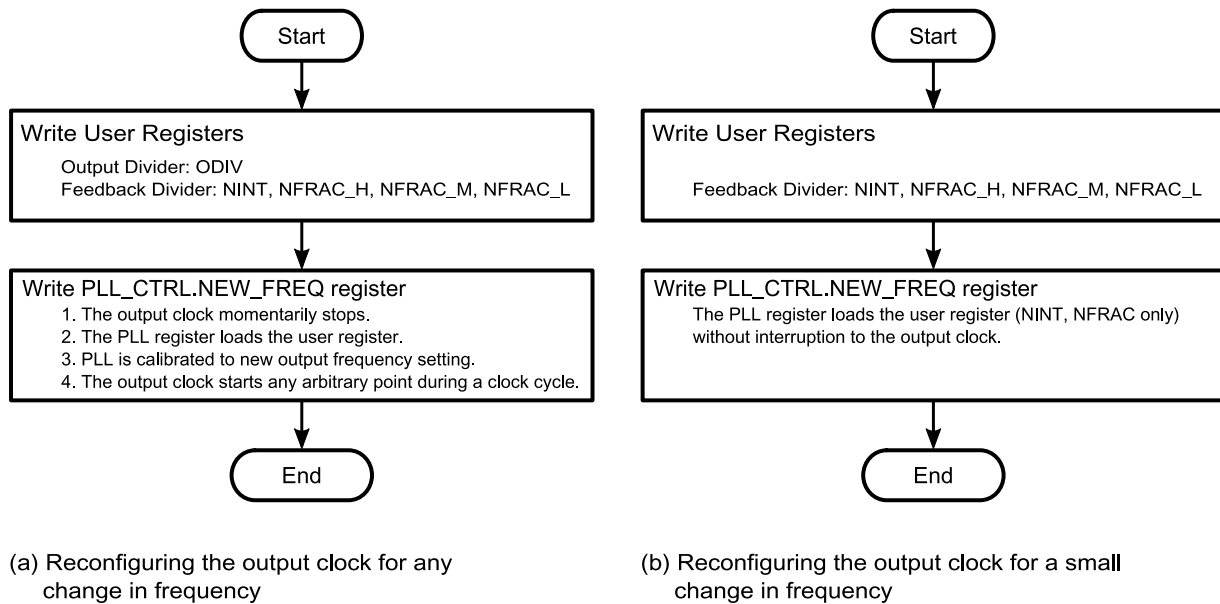 Start
Write User Registers
Output Divider: ODIV
Feedback Divider: NINT, NFRAC_H, NFRAC_M, NFRAC_L
Write PLL_CTRL.NEW_FREQ register
1. The output clock momentarily stops.
2. The PLL register loads the user register.
3. PLL is calibrated to new output frequency setting.
4. The output clock starts any arbitrary point during a clock cycle.
End
(a) Reconfiguring the output clock for any
change in frequency
Start
Write User Registers
Feedback Divider: NINT, NFRAC_H, NFRAC_M, NFRAC_L
Write PLL_CTRL.NEW_FREQ register
The PLL register loads the user register (NINT, NFRAC only)
without interruption to the output clock.
End
(b) Reconfiguring the output clock for a small
change in frequency